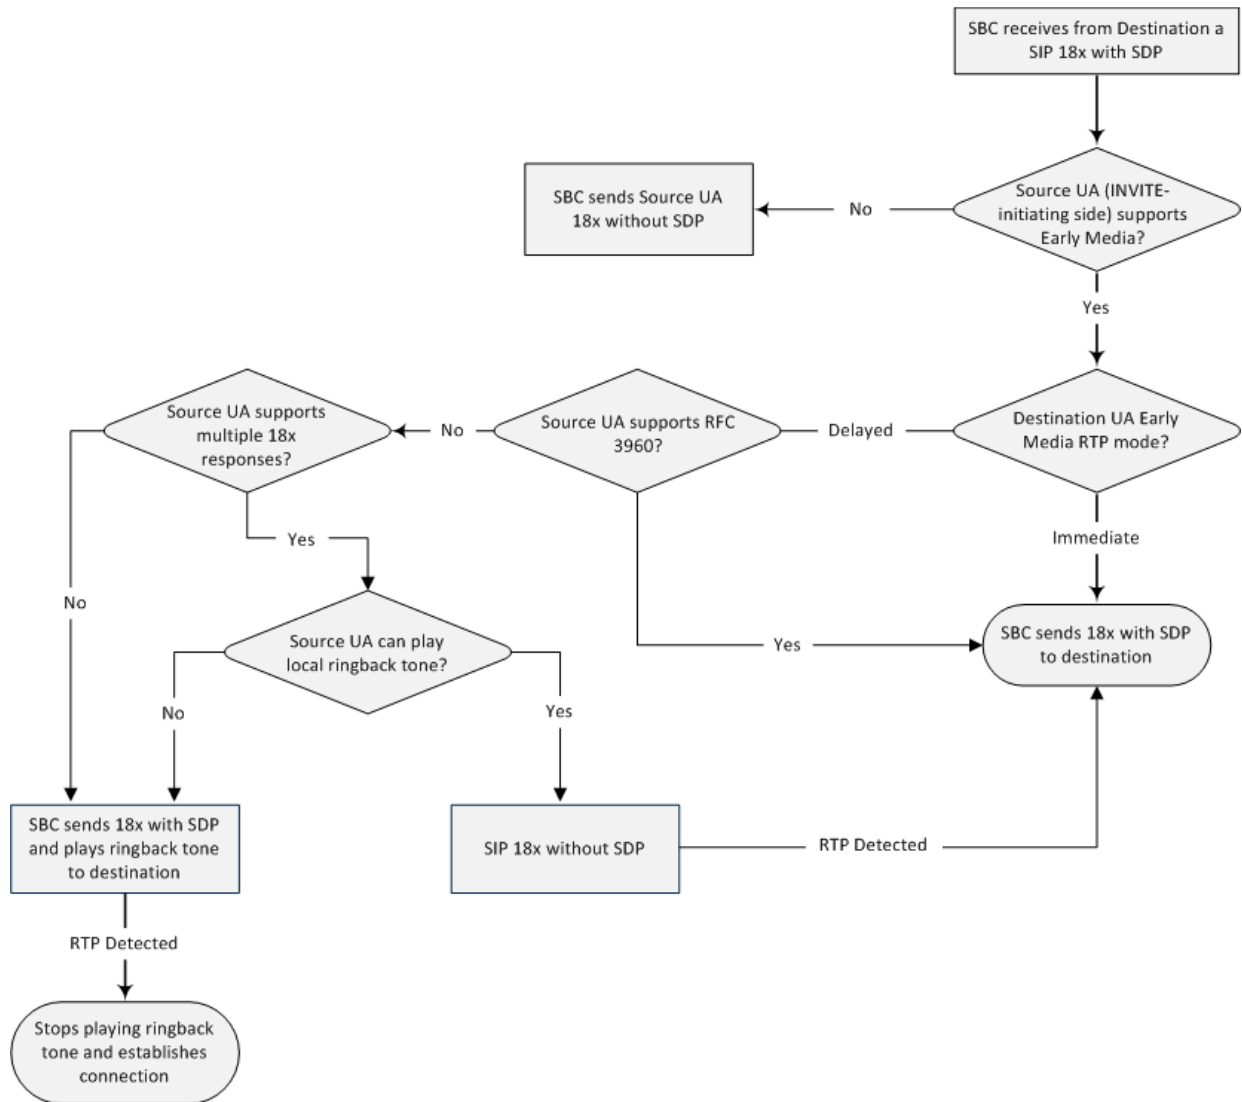 SBC receives from Destination a
SIP 18x with SDP
SBC sends Source UA
18x without SDP
No
Source UA (INVITE-
initiating side) supports
Early Media?
Yes
Source UA supports
multiple 18x
responses?
No
Source UA supports RFC
3960?
Delayed
Destination UA Early
Media RTP mode?
Yes
Immediate
No
Source UA can play
local ringback tone?
Yes
SBC sends 18x with SDP
to destination
No
Yes
SBC sends 18x with SDP
and plays ringback tone
to destination
SIP 18x without SDP
RTP Detected
RTP Detected
Stops playing ringback
tone and establishes
connection